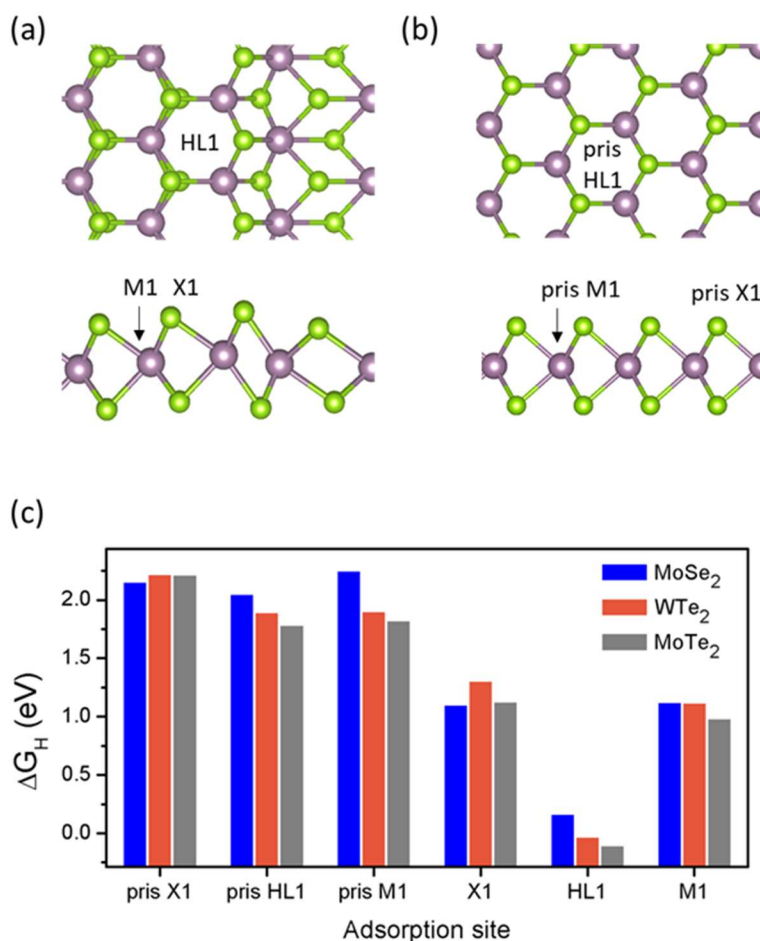 (a)
HL1
M1 X1
(b)
pris
HL1
pris M1
pris X1
(c)
ΔG_H (eV)
2.0
1.5
1.0
0.5
0.0
MoSe₂
WTe₂
MoTe₂
pris X1 pris HL1 pris M1 X1 HL1 M1
Adsorption site